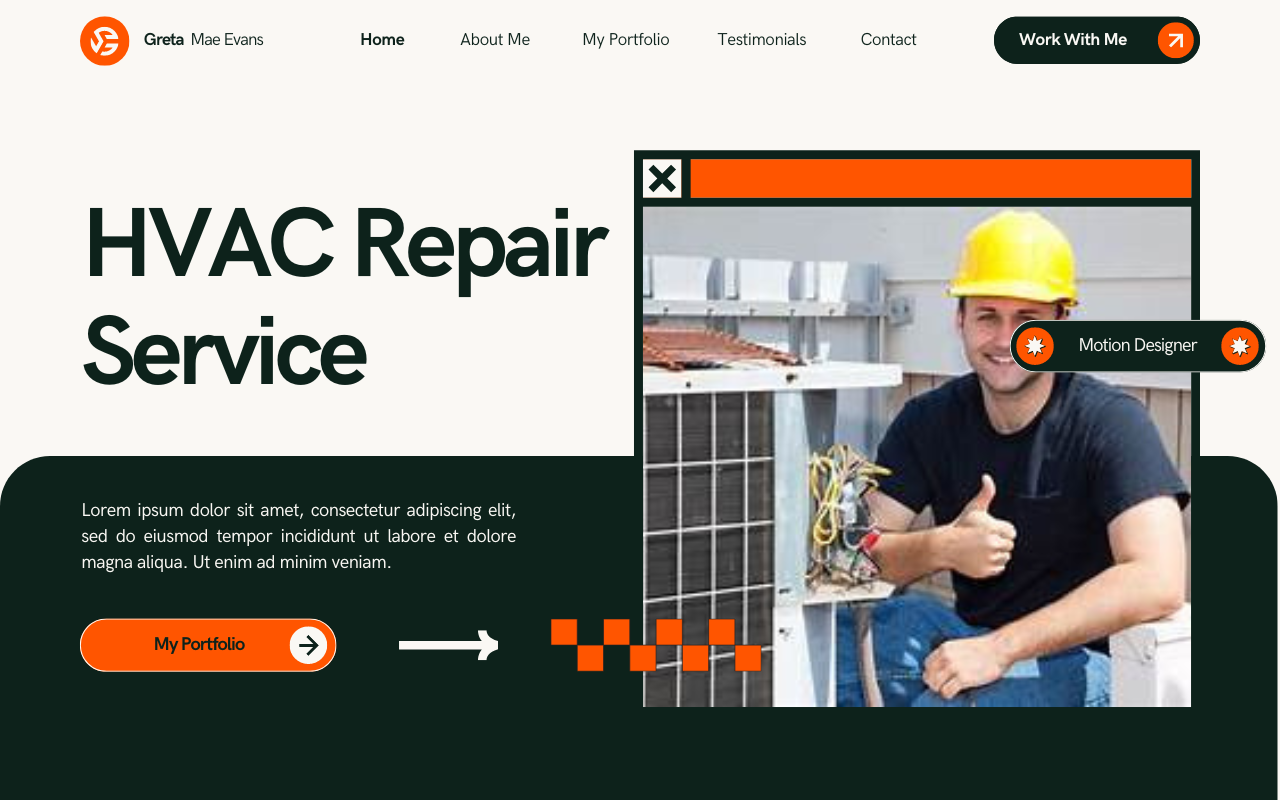 Greta Mae Evans
Home
About Me
My Portfolio
Testimonials
Contact
Work With Me
HVAC Repair
Service
Motion Designer
Lorem ipsum dolor sit amet, consectetur adipiscing elit,
sed do eiusmod tempor incididunt ut labore et dolore
magna aliqua. Ut enim ad minim veniam.
My Portfolio